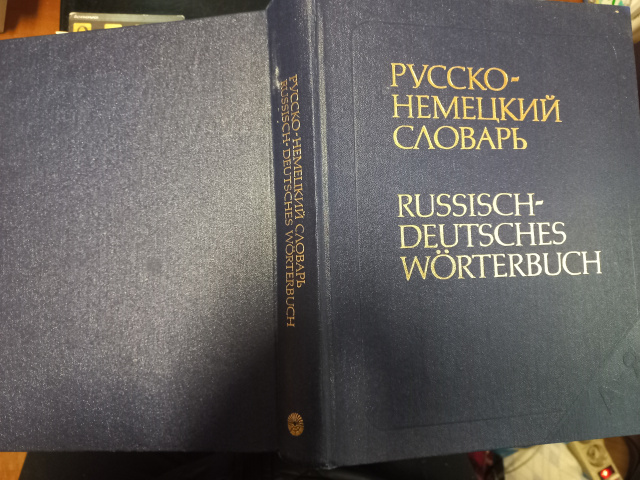 РУССКО-
НЕМЕЦКИЙ
СЛОВАРЬ
RUSSISCH-
DEUTSCHES
WÖRTERBUCH
РУССКО-НЕМЕЦКИЙ СЛОВАРЬ
RUSSISCH-DEUTSCHES WÖRTERBUCH